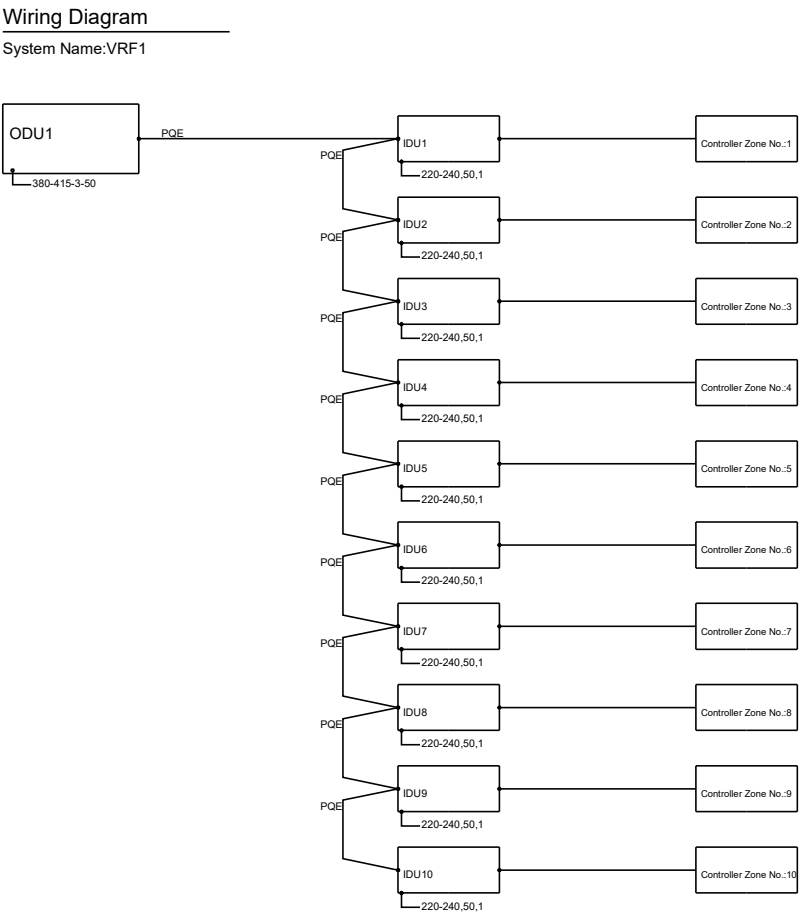 Wiring Diagram
System Name:VRF1
ODU1
PQE
380-415-3-50
IDU1
Controller Zone No.:1
PQE
220-240,50,1
IDU2
Controller Zone No.:2
PQE
220-240,50,1
IDU3
Controller Zone No.:3
PQE
220-240,50,1
IDU4
Controller Zone No.:4
PQE
220-240,50,1
IDU5
Controller Zone No.:5
PQE
220-240,50,1
IDU6
Controller Zone No.:6
PQE
220-240,50,1
IDU7
Controller Zone No.:7
PQE
220-240,50,1
IDU8
Controller Zone No.:8
PQE
220-240,50,1
IDU9
Controller Zone No.:9
PQE
220-240,50,1
IDU10
Controller Zone No.:10
220-240,50,1